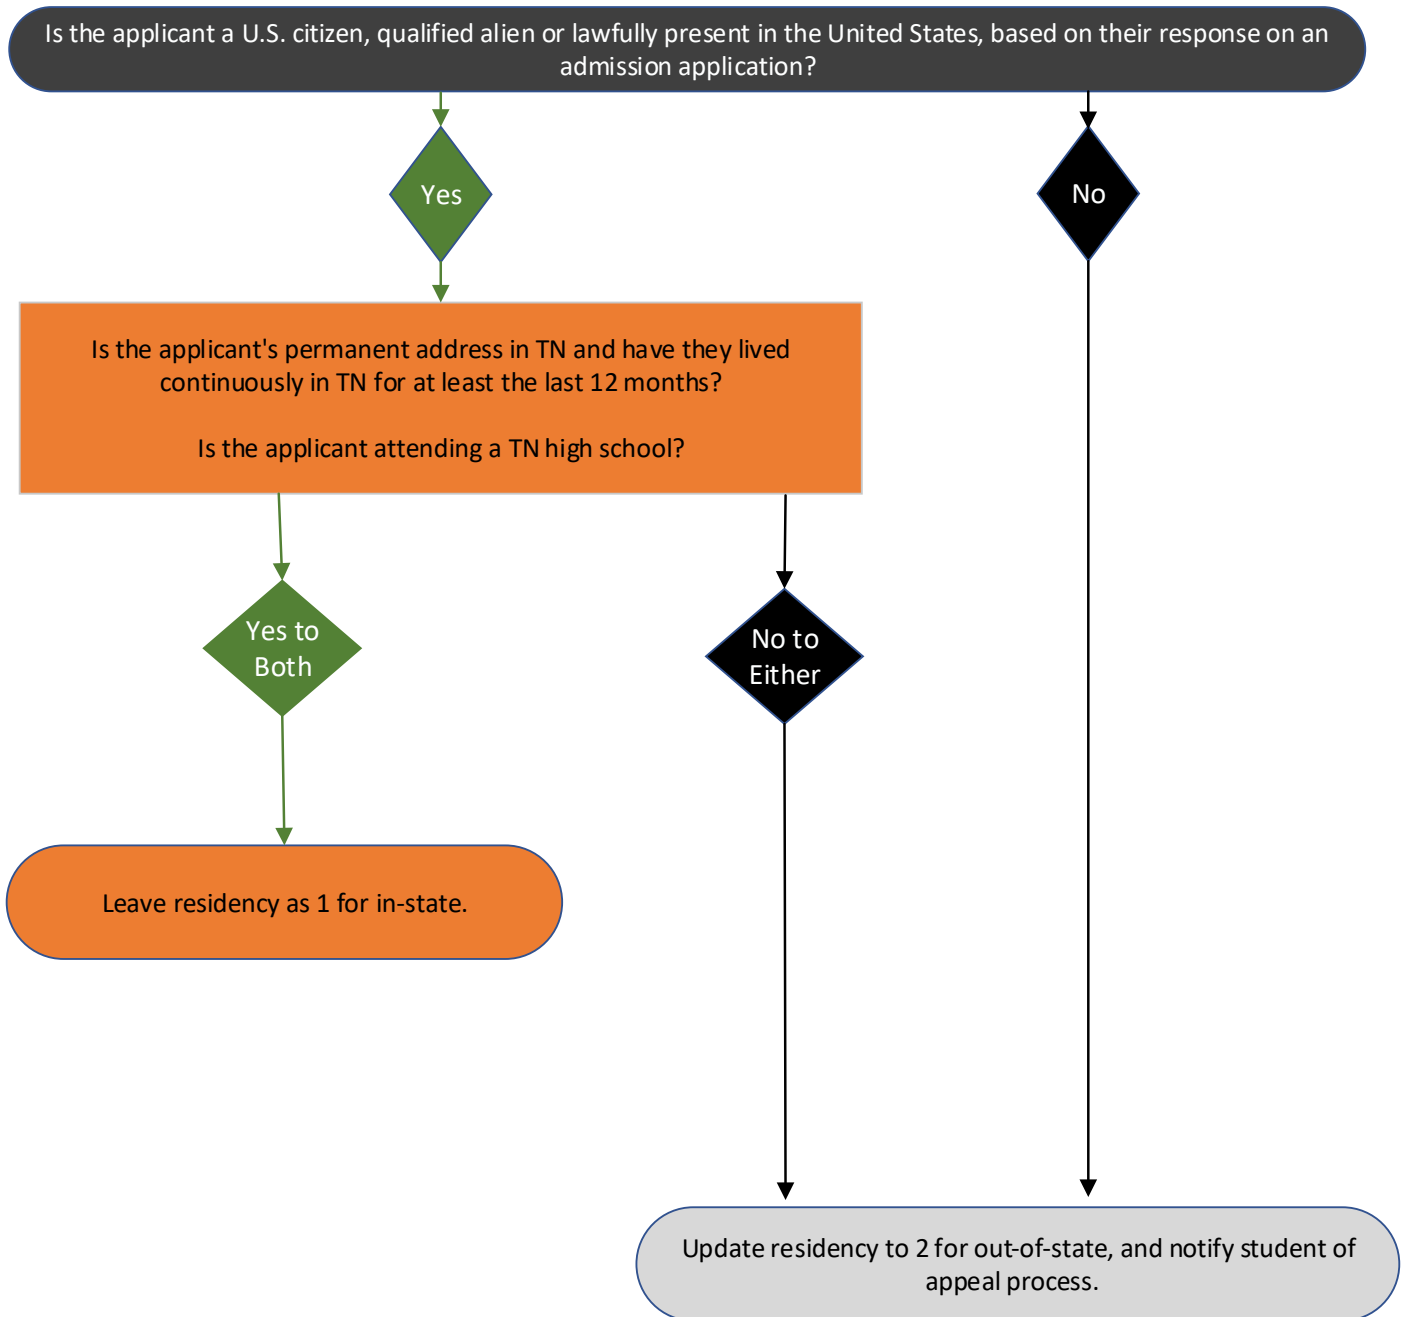 Is the applicant a U.S. citizen, qualified alien or lawfully present in the United States, based on their response on an
admission application?
Yes
No
Is the applicant's permanent address in TN and have they lived
continuously in TN for at least the last 12 months?
Is the applicant attending a TN high school?
Yes to
Both
No to
Either
Leave residency as 1 for in-state.
Update residency to 2 for out-of-state, and notify student of
appeal process.